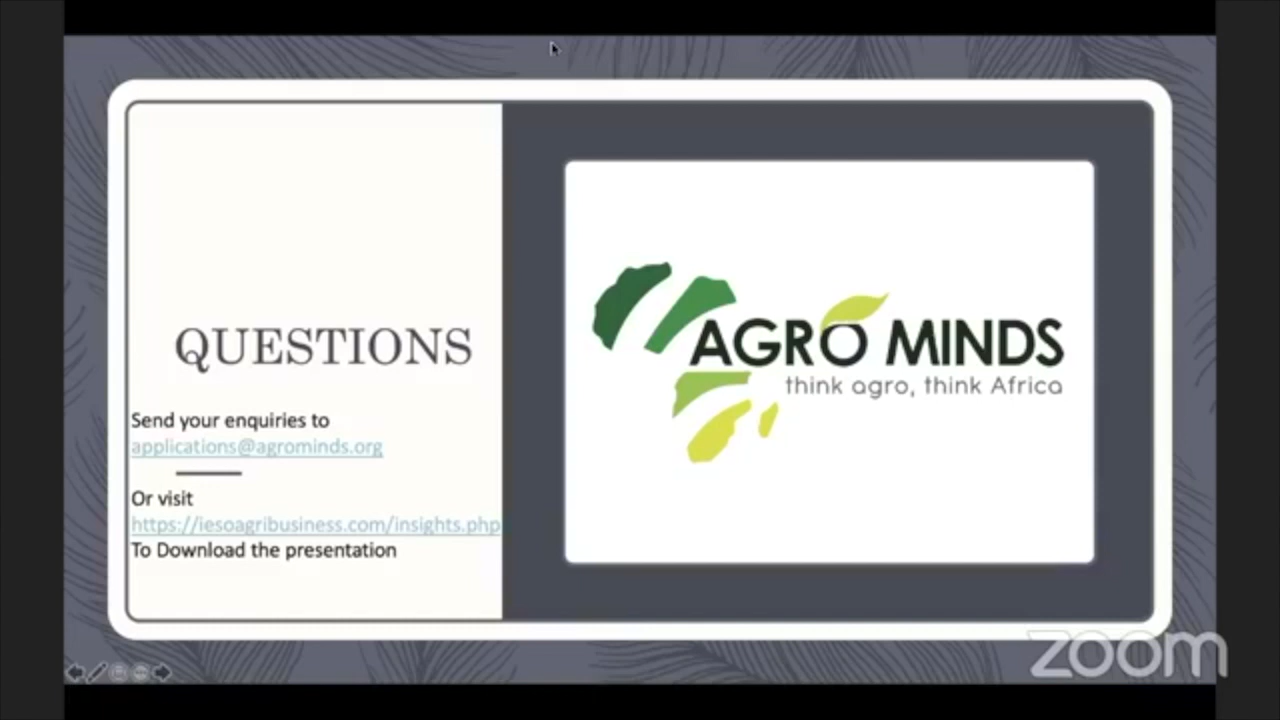 QUESTIONS
Send your enquiries to
applications@agrominds.org
Or visit
https://iesoagribusiness.com/insights.php
To Download the presentation
AGRO MINDS
think agro, think Africa
zoom